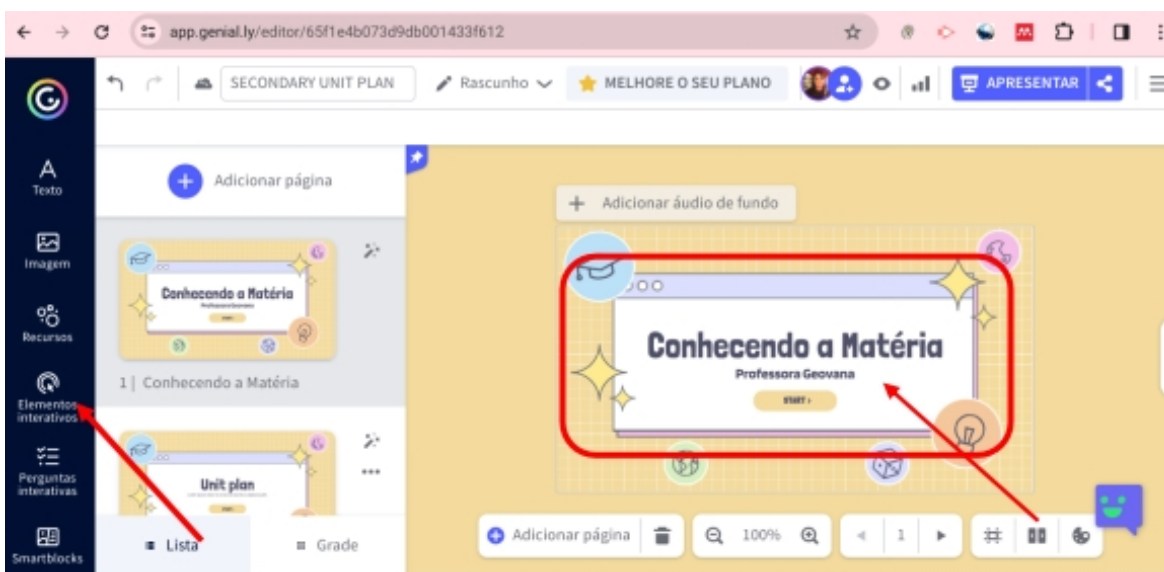 app.genial.ly/editor/65f1e4b073d9db001433f612
SECONDARY UNIT PLAN
Rascunho
MELHORE O SEU PLANO
APRESENTAR
Texto
Imagem
Recursos
Elementos
interativos
Perguntas
interativas
Smartblocks
Adicionar página
Conhecendo a Matéria
START
1 | Conhecendo a Matéria
Unit plan
Lista
Grade
Adicionar áudio de fundo
Conhecendo a Matéria
Professora Geovana
START ›
Adicionar página
100%
1